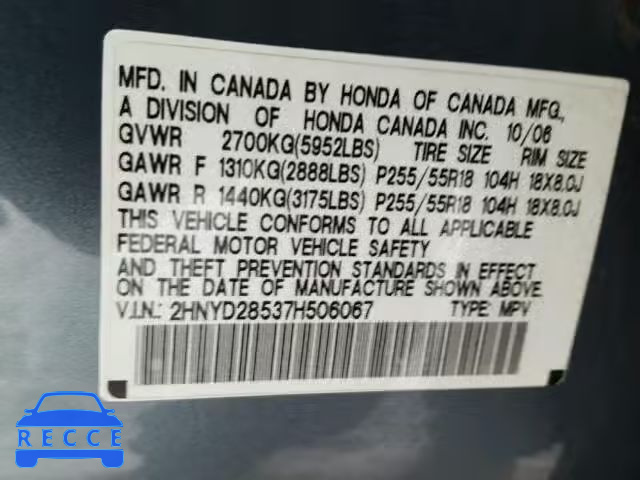 MFD. IN CANADA BY HONDA OF CANADA MFG.,
A DIVISION OF HONDA CANADA INC. 10/06
GVWR 2700KG(5952LBS) TIRE SIZE RIM SIZE
GAWR F 1310KG(2888LBS) P255/55R18 104H 18X8.0J
GAWR R 1440KG(3175LBS) P255/55R18 104H 18X8.0J
THIS VEHICLE CONFORMS TO ALL APPLICABLE
FEDERAL MOTOR VEHICLE SAFETY
AND THEFT PREVENTION STANDARDS IN EFFECT
ON THE DATE OF MANUFACTURE SHOWN ABOVE.
V.I.N.: 2HNYD28537H506067 TYPE: MPV
RECCE